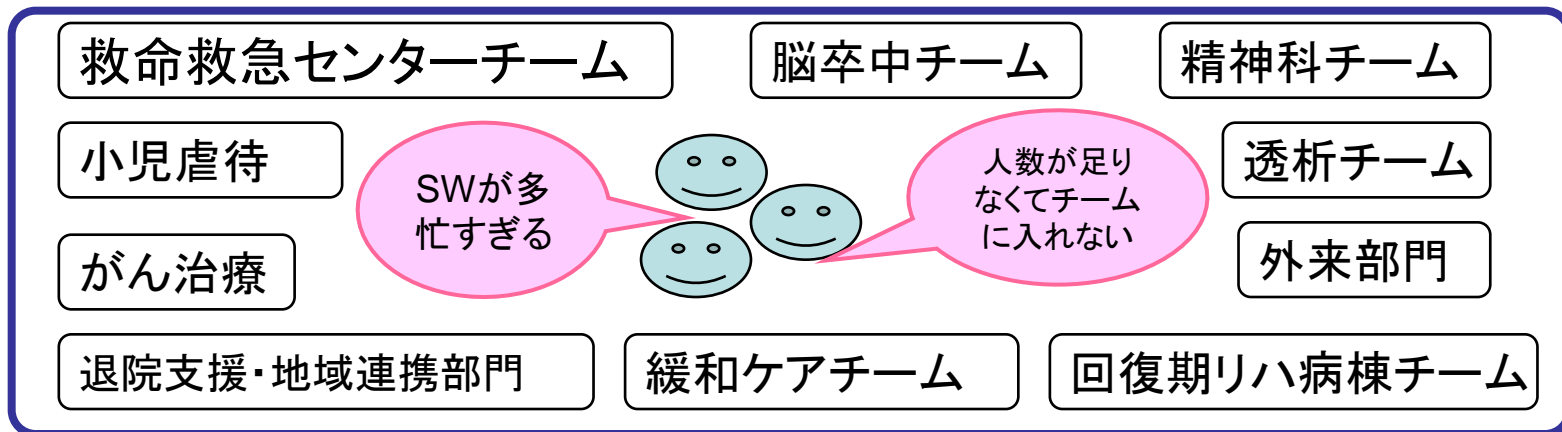 救命救急センターチーム
脳卒中チーム
精神科チーム
小児虐待
SWが多
忙すぎる
人数が足り
なくてチーム
に入れない
透析チーム
がん治療
外来部門
退院支援・地域連携部門
緩和ケアチーム
回復期リハ病棟チーム